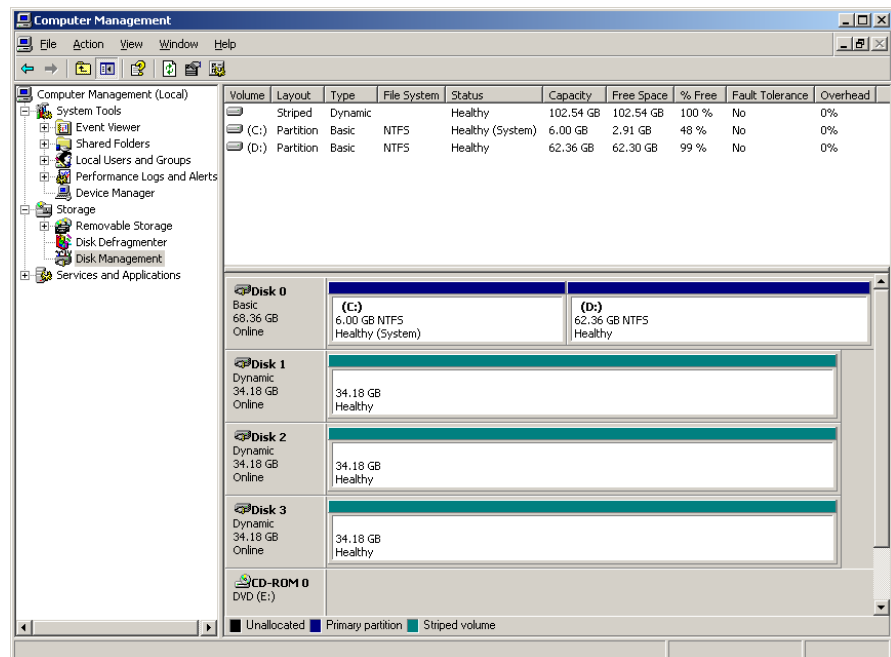 Computer Management
File Action View Window Help
Computer Management (Local)
System Tools
Event Viewer
Shared Folders
Local Users and Groups
Performance Logs and Alerts
Device Manager
Storage
Removable Storage
Disk Defragmenter
Disk Management
Services and Applications
Volume Layout Type File System Status Capacity Free Space % Free Fault Tolerance Overhead
Striped Dynamic Healthy 102.54 GB 102.54 GB 100 % No 0%
(C:) Partition Basic NTFS Healthy (System) 6.00 GB 2.91 GB 48 % No 0%
(D:) Partition Basic NTFS Healthy 62.36 GB 62.30 GB 99 % No 0%
Disk 0
Basic
68.36 GB
Online
(C:)
6.00 GB NTFS
Healthy (System)
(D:)
62.36 GB NTFS
Healthy
Disk 1
Dynamic
34.18 GB
Online
34.18 GB
Healthy
Disk 2
Dynamic
34.18 GB
Online
34.18 GB
Healthy
Disk 3
Dynamic
34.18 GB
Online
34.18 GB
Healthy
CD-ROM 0
DVD (E:)
Unallocated Primary partition Striped volume